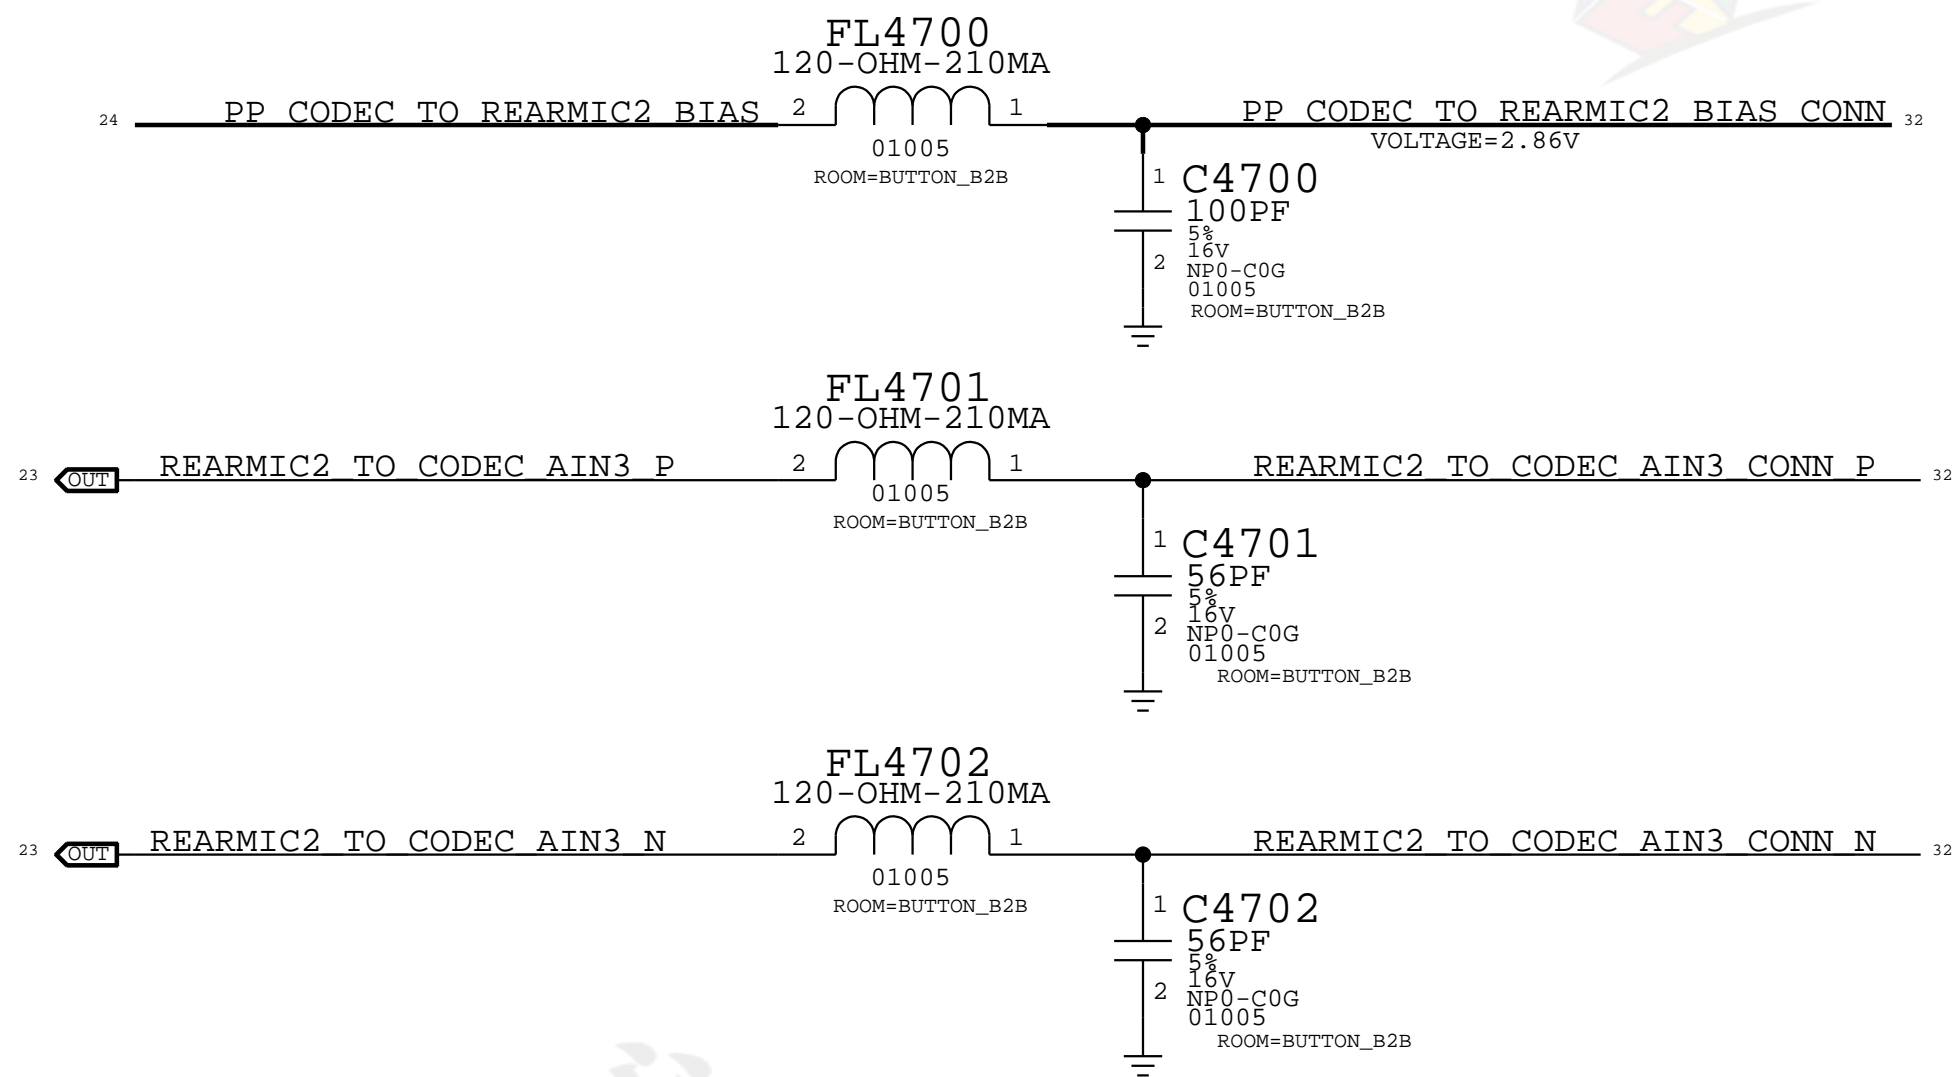 FL4700
120-OHM-210MA
24 PP_CODEC_TO_REARMIC2_BIAS 2 1 PP_CODEC_TO_REARMIC2_BIAS_CONN 32
01005
VOLTAGE=2.86V
ROOM=BUTTON_B2B
1 C4700
100PF
5%
16V
2 NP0-C0G
01005
ROOM=BUTTON_B2B
FL4701
120-OHM-210MA
23 OUT REARMIC2_TO_CODEC_AIN3_P 2 1 REARMIC2_TO_CODEC_AIN3_CONN_P 32
01005
ROOM=BUTTON_B2B
1 C4701
56PF
5%
16V
2 NP0-C0G
01005
ROOM=BUTTON_B2B
FL4702
120-OHM-210MA
23 OUT REARMIC2_TO_CODEC_AIN3_N 2 1 REARMIC2_TO_CODEC_AIN3_CONN_N 32
01005
ROOM=BUTTON_B2B
1 C4702
56PF
5%
16V
2 NP0-C0G
01005
ROOM=BUTTON_B2B